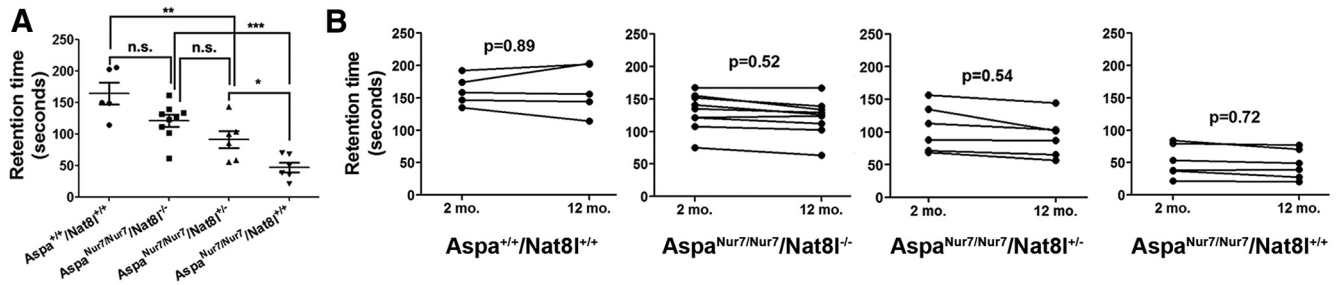 A
Retention time
(seconds)
250
200
150
100
50
0
**
***
n.s.
n.s.
*
Aspa+/+/Nat8l+/+
AspaNur7/Nur7/Nat8l-/-
AspaNur7/Nur7/Nat8l+/-
AspaNur7/Nur7/Nat8l+/+
B
Retention time
(seconds)
250
200
150
100
50
0
p=0.89
2 mo.
12 mo.
Aspa+/+/Nat8l+/+
250
200
150
100
50
0
p=0.52
2 mo.
12 mo.
AspaNur7/Nur7/Nat8l-/-
250
200
150
100
50
0
p=0.54
2 mo.
12 mo.
AspaNur7/Nur7/Nat8l+/-
250
200
150
100
50
0
p=0.72
2 mo.
12 mo.
AspaNur7/Nur7/Nat8l+/+